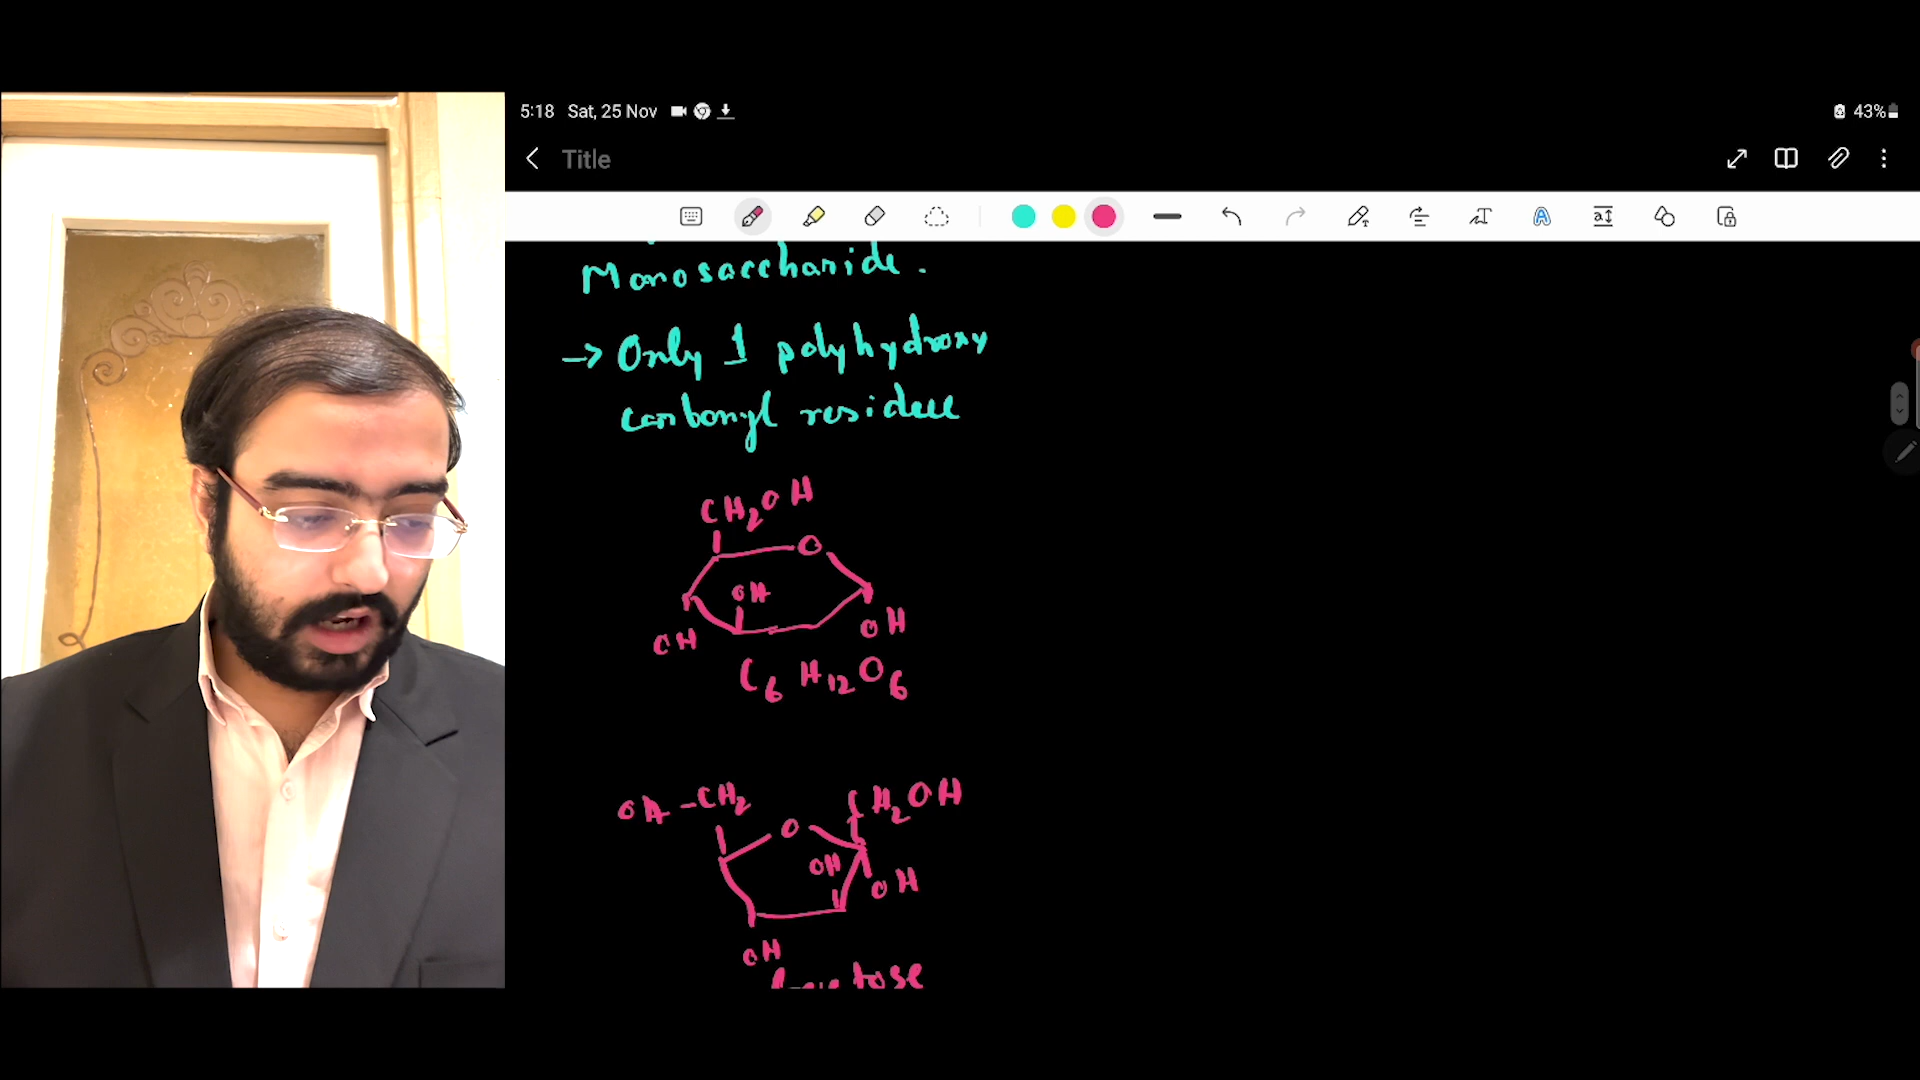 5:18 Sat, 25 Nov 43%
Title
Monosaccharide.
→ Only 1 polyhydroxy
carbonyl residue
CH₂OH
O
OH
OH OH
C₆ H₁₂ O₆
OH - CH₂ CH₂OH
O
OH OH
OH